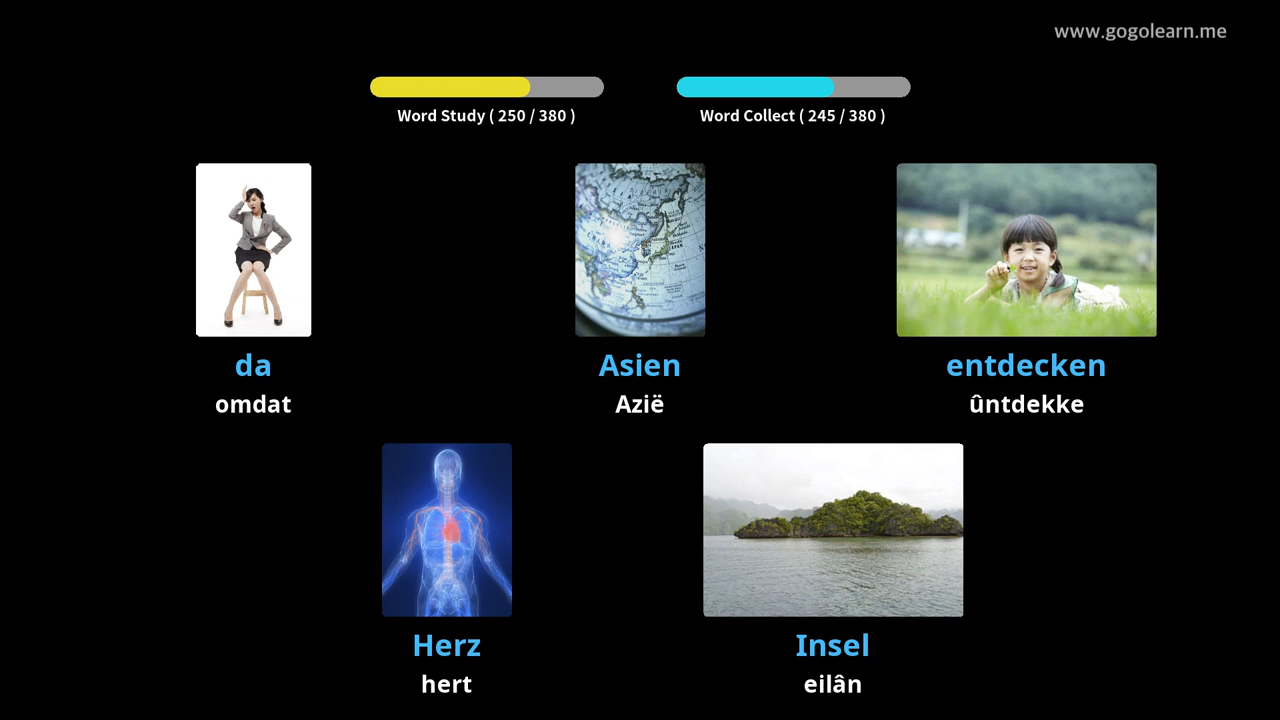 www.gogolearn.me
Word Study ( 250 / 380 )
Word Collect ( 245 / 380 )
da
omdat
Asien
Azië
entdecken
ûntdekke
Herz
hert
Insel
eilân